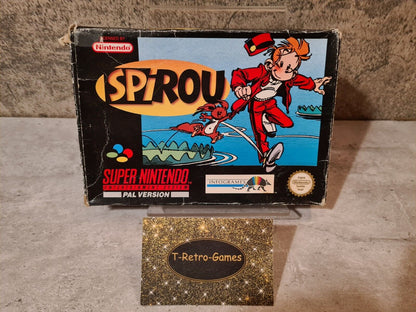 LICENSED BY
Nintendo
SPiROU
SUPER NINTENDO
ENTERTAINMENT SYSTEM
PAL VERSION
INFOGRAMES
T-Retro-Games